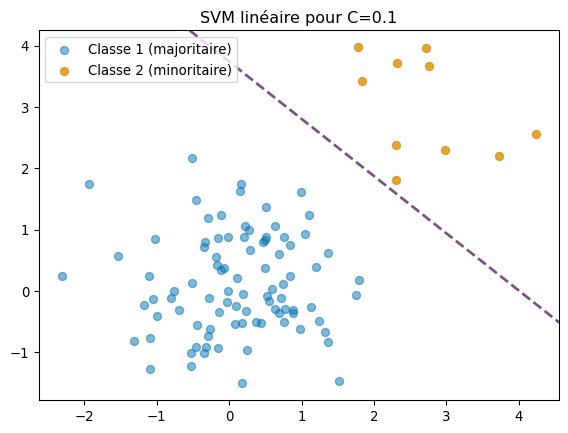 SVM linéaire pour C=0.1
Classe 1 (majoritaire)
Classe 2 (minoritaire)
4
3
2
1
0
−1
−2 −1 0 1 2 3 4